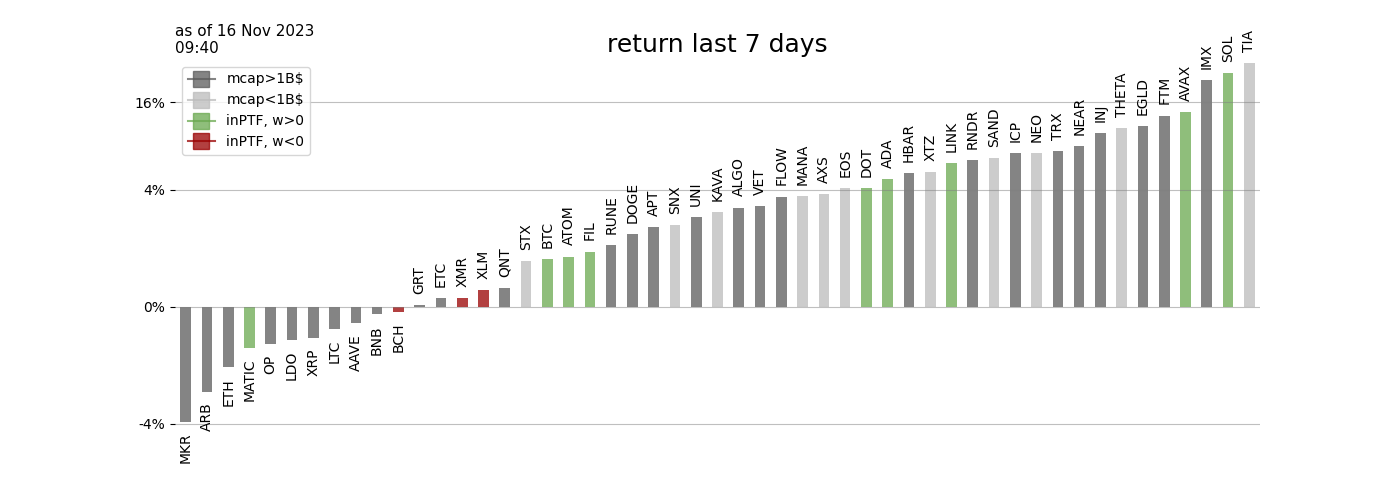 as of 16 Nov 2023
09:40
return last 7 days
mcap>1B$
mcap<1B$
inPTF, w>0
inPTF, w<0
16%
4%
0%
-4%
MKR
ARB
ETH
MATIC
OP
LDO
XRP
LTC
AAVE
BNB
BCH
GRT
ETC
XMR
XLM
QNT
STX
BTC
ATOM
FIL
RUNE
DOGE
APT
SNX
UNI
KAVA
ALGO
VET
FLOW
MANA
AXS
EOS
DOT
ADA
HBAR
XTZ
LINK
RNDR
SAND
ICP
NEO
TRX
NEAR
INJ
THETA
EGLD
FTM
AVAX
IMX
SOL
TIA